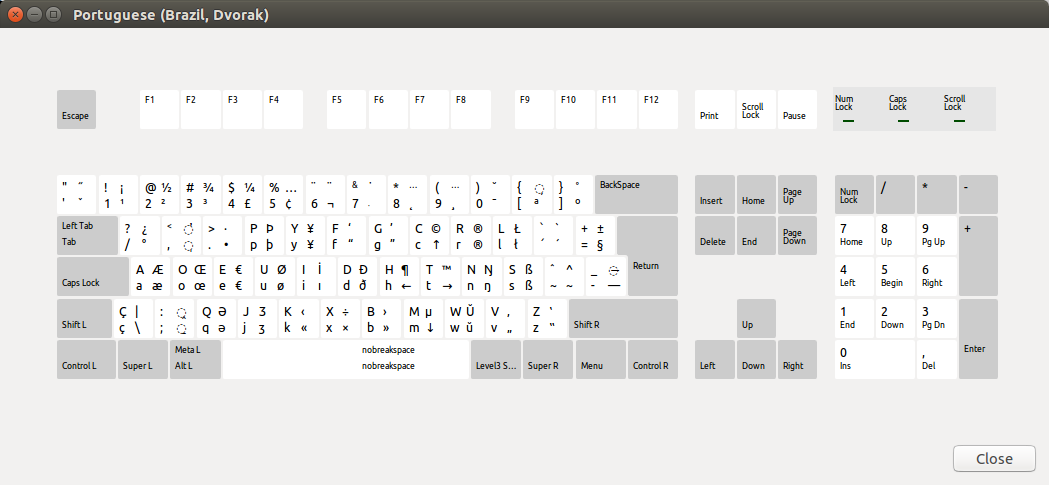 Portuguese (Brazil, Dvorak)
Escape F1 F2 F3 F4 F5 F6 F7 F8 F9 F10 F11 F12 Print Scroll Lock Pause Num Lock Caps Lock Scroll Lock
" ˝ ! ¡ @ ½ # ¾ $ ¼ % … ¨ ¨ & * ( ) ˘ { } ° BackSpace
' ˇ 1 ¹ 2 ² 3 ³ 4 £ 5 ¢ 6 ¬ 7 8 ˛ 9 ¸ 0 ¯ [ ª ] º
Insert Home Page Up Num Lock / * -
Left Tab ? ¿ < > · P Þ Y ¥ F ‘ G ’ C © R ® L Ł ` ` + ±
Tab / ° , . • p þ y ¥ f “ g ” c ↑ r ® l ł ´ ´ = §
Delete End Page Down 7 Home 8 Up 9 Pg Up +
A Æ O Œ E € U Ø I İ D Ð H ¶ T ™ N Ŋ S ß ˆ ^ _ Return
Caps Lock a æ o œ e € u ø i ı d ð h ← t → n ŋ s ß ~ ~ - —
4 Left 5 Begin 6 Right
Ç | : Q Ə J Ʒ K ‹ X ÷ B › M µ W Ŭ V ‚ Z ‛
Shift L ç \ ; q ə j ʒ k « x × b » m ↓ w ŭ v „ z ‟ Shift R
Up 1 End 2 Down 3 Pg Dn Enter
Meta L nobreakspace
Control L Super L Alt L nobreakspace Level3 S... Super R Menu Control R
Left Down Right 0 Ins , Del
Close